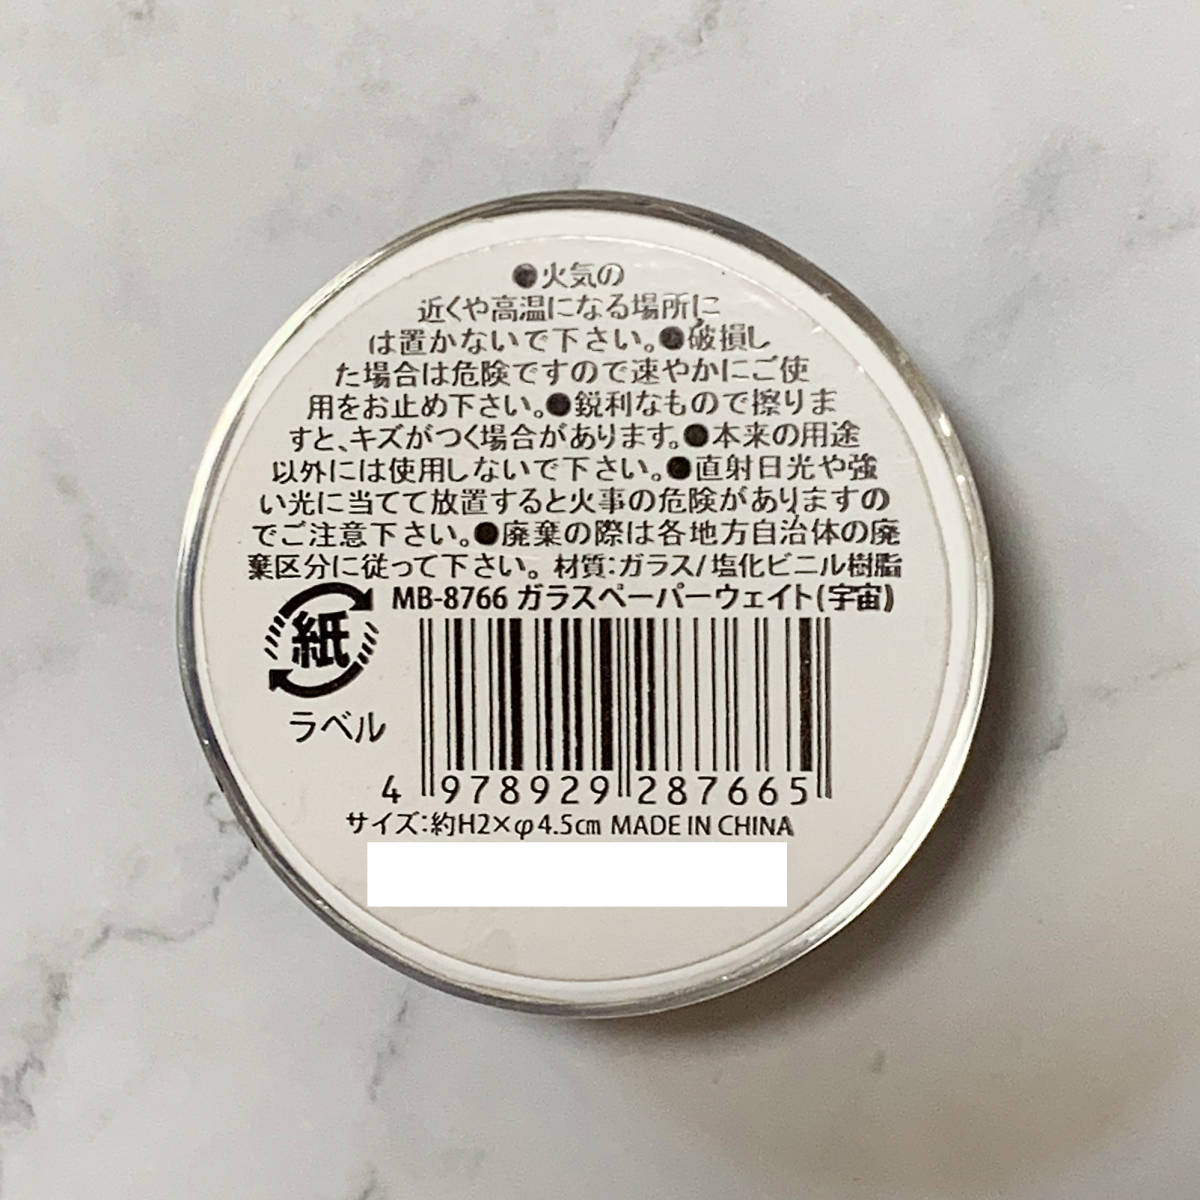 ●火気の
近くや高温になる場所に
は置かないで下さい。●破損し
た場合は危険ですので速やかにご使
用をお止め下さい。●鋭利なもので擦りま
すと、キズがつく場合があります。●本来の用途
以外には使用しないで下さい。●直射日光や強
い光に当てて放置すると火事の危険がありますの
でご注意下さい。●廃棄の際は各地方自治体の廃
棄区分に従って下さい。材質:ガラス/塩化ビニル樹脂
MB-8766 ガラスペーパーウェイト(宇宙)
紙
ラベル
4 978929 287665
サイズ:約H2×φ4.5㎝ MADE IN CHINA